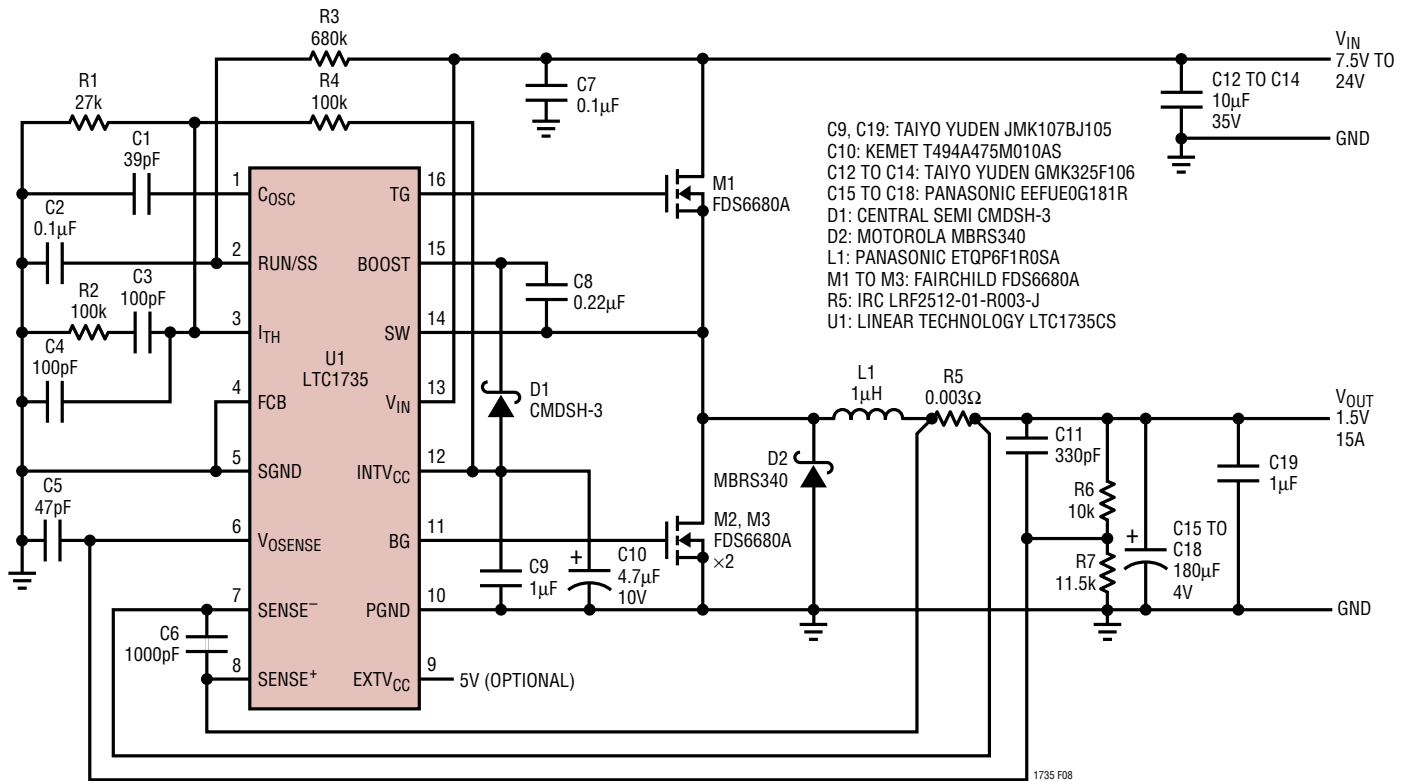 R3
680k
R1
27k
R4
100k
C1
39pF
C7
0.1µF
V_IN
7.5V TO
24V
C12 TO C14
10µF
35V
GND
C9, C19: TAIYO YUDEN JMK107BJ105
C10: KEMET T494A475M010AS
C12 TO C14: TAIYO YUDEN GMK325F106
C15 TO C18: PANASONIC EEFUE0G181R
D1: CENTRAL SEMI CMDSH-3
D2: MOTOROLA MBRS340
L1: PANASONIC ETQP6F1R0SA
M1 TO M3: FAIRCHILD FDS6680A
R5: IRC LRF2512-01-R003-J
U1: LINEAR TECHNOLOGY LTC1735CS
C2
0.1µF
R2
100k
C3
100pF
C4
100pF
C5
47pF
C6
1000pF
1
C_OSC
2
RUN/SS
3
I_TH
4
FCB
5
SGND
6
V_OSENSE
7
SENSE⁻
8
SENSE⁺
U1
LTC1735
16
TG
15
BOOST
14
SW
13
V_IN
12
INTV_CC
11
BG
10
PGND
9
EXTV_CC
5V (OPTIONAL)
M1
FDS6680A
C8
0.22µF
D1
CMDSH-3
C9
1µF
+
C10
4.7µF
10V
M2, M3
FDS6680A
×2
D2
MBRS340
L1
1µH
R5
0.003Ω
C11
330pF
R6
10k
R7
11.5k
+
C15 TO
C18
180µF
4V
C19
1µF
V_OUT
1.5V
15A
GND
1735 F08